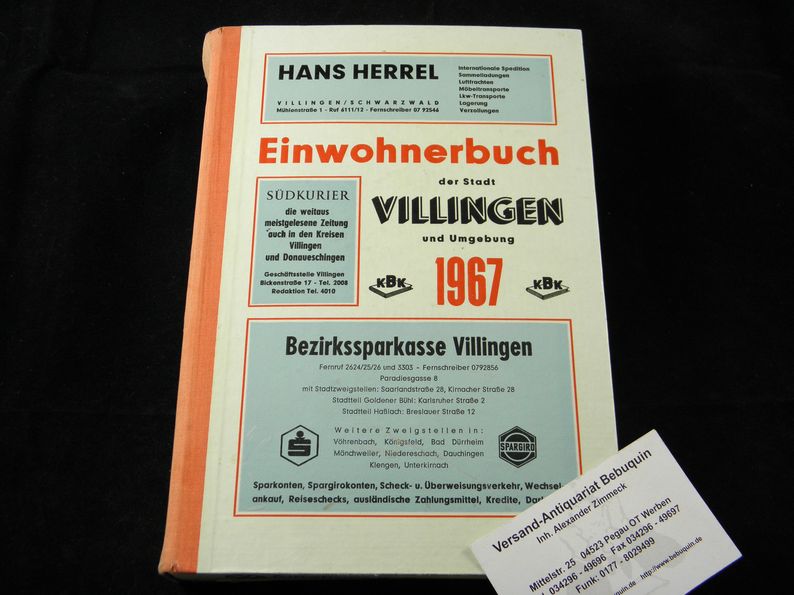 HANS HERREL
VILLINGEN/SCHWARZWALD
Mühlenstraße 1 - Ruf 6111/12 - Fernschreiber 07 92546
Internationale Spedition
Sammelladungen
Luftfrachten
Möbeltransporte
Lkw-Transporte
Lagerung
Verzollungen
Einwohnerbuch
der Stadt
VILLINGEN
und Umgebung
1967
KBK
KBK
SÜDKURIER
die weitaus
meistgelesene Zeitung
auch in den Kreisen
Villingen
und Donaueschingen
Geschäftsstelle Villingen
Bickenstraße 17 - Tel. 2008
Redaktion Tel. 4010
Bezirkssparkasse Villingen
Fernruf 2624/25/26 und 3303 - Fernschreiber 0792856
Paradiesgasse 8
mit Stadtzweigstellen: Saarlandstraße 28, Kirnacher Straße 28
Stadtteil Goldener Bühl: Karlsruher Straße 2
Stadtteil Haßlach: Breslauer Straße 12
Weitere Zweigstellen in:
Vöhrenbach, Königsfeld, Bad Dürrheim
Mönchweiler, Niedereschach, Dauchingen
Klengen, Unterkirnach
S
SPARGIRO
Sparkonten, Spargirokonten, Scheck- u. Überweisungsverkehr, Wechsel-
ankauf, Reiseschecks, ausländische Zahlungsmittel, Kredite,
Versand-Antiquariat Bebuquin
Inh. Alexander Zimmeck
Mittelstr. 25 04523 Pegau OT Werben
034296 - 49696 Fax 034296 - 49697
Funk: 0177 - 8029499
http://www.bebuquin.de